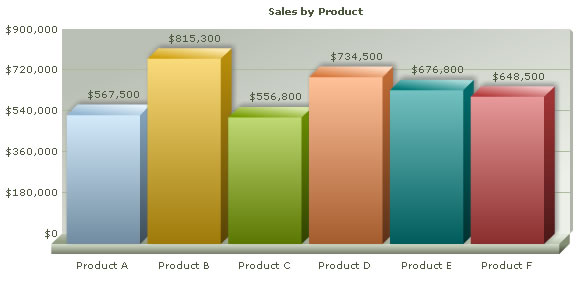 Sales by Product
$900,000
$720,000
$540,000
$360,000
$180,000
$0
$567,500
$815,300
$556,800
$734,500
$676,800
$648,500
Product A
Product B
Product C
Product D
Product E
Product F